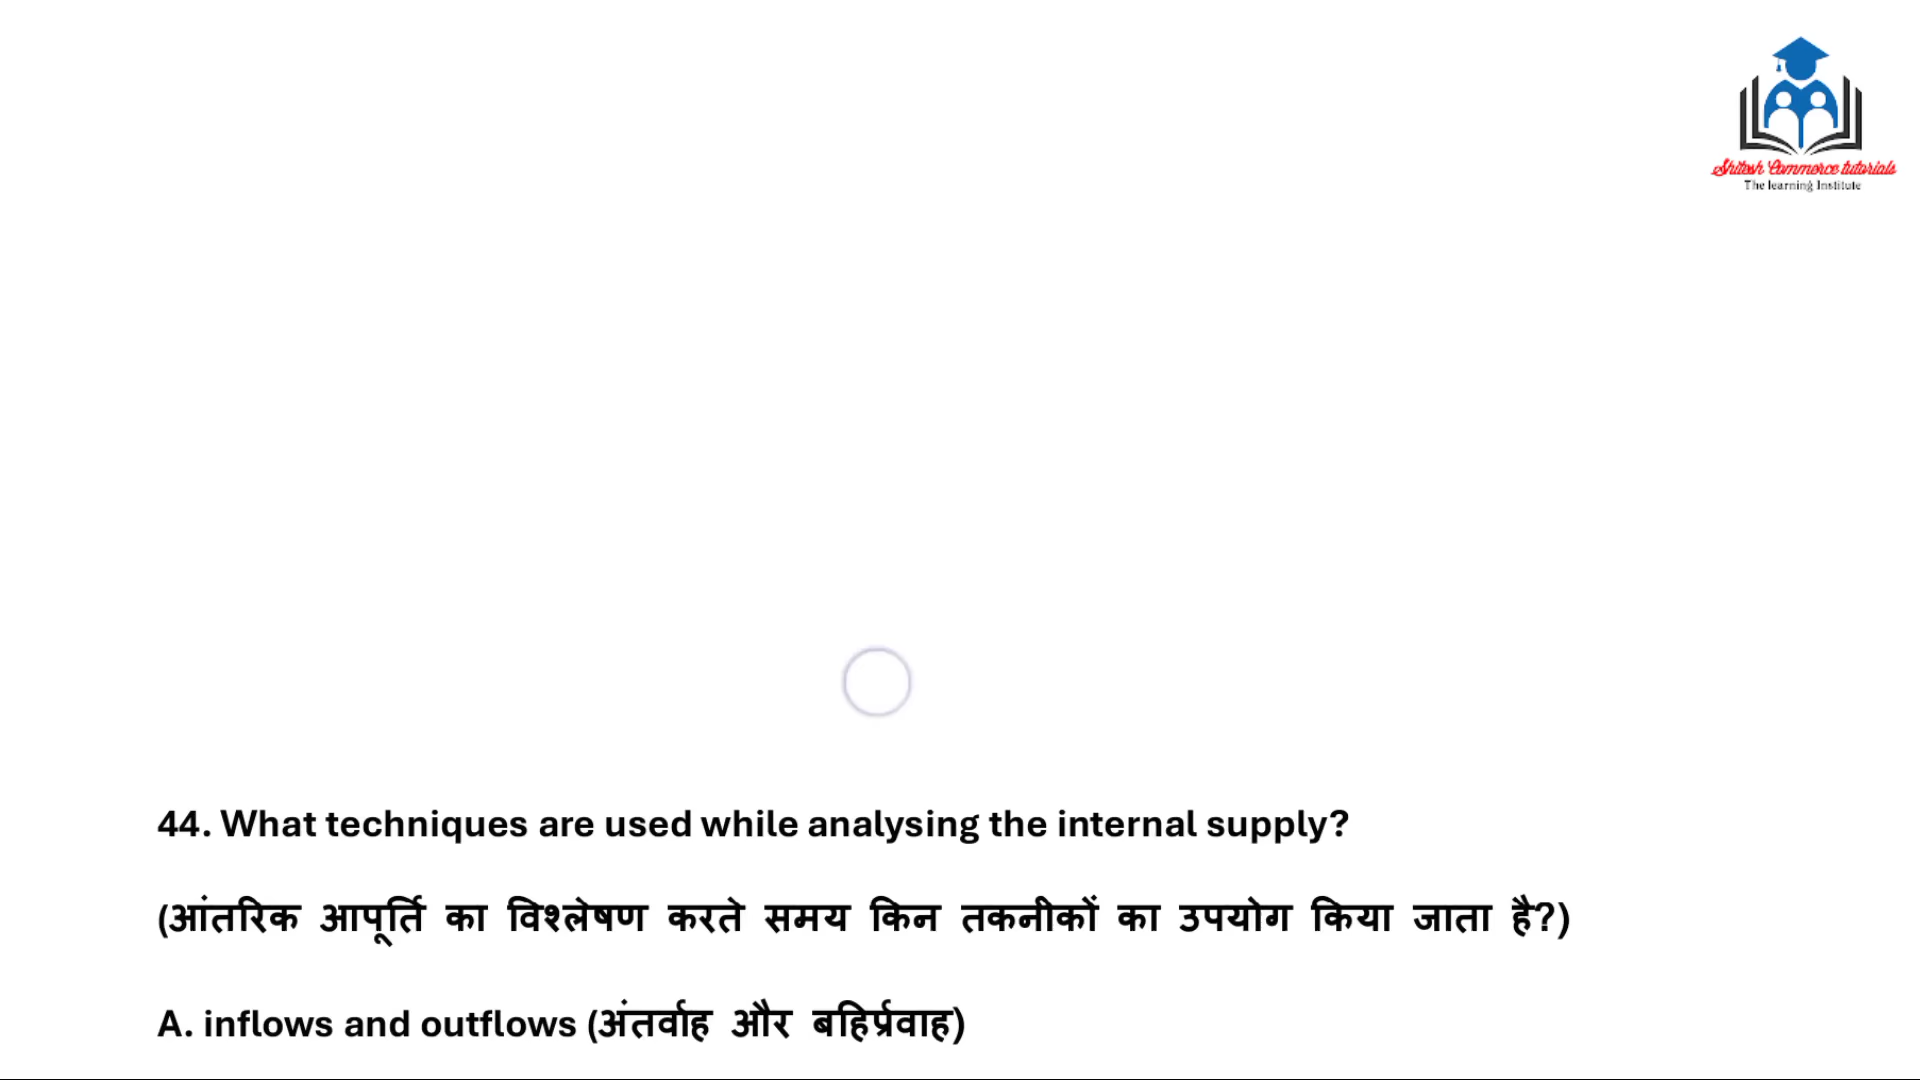 Shitosh Commerce tutorials
The learning Institute
44. What techniques are used while analysing the internal supply?
(आंतरिक आपूर्ति का विश्लेषण करते समय किन तकनीकों का उपयोग किया जाता है?)
A. inflows and outflows (अंतर्वाह और बहिर्प्रवाह)